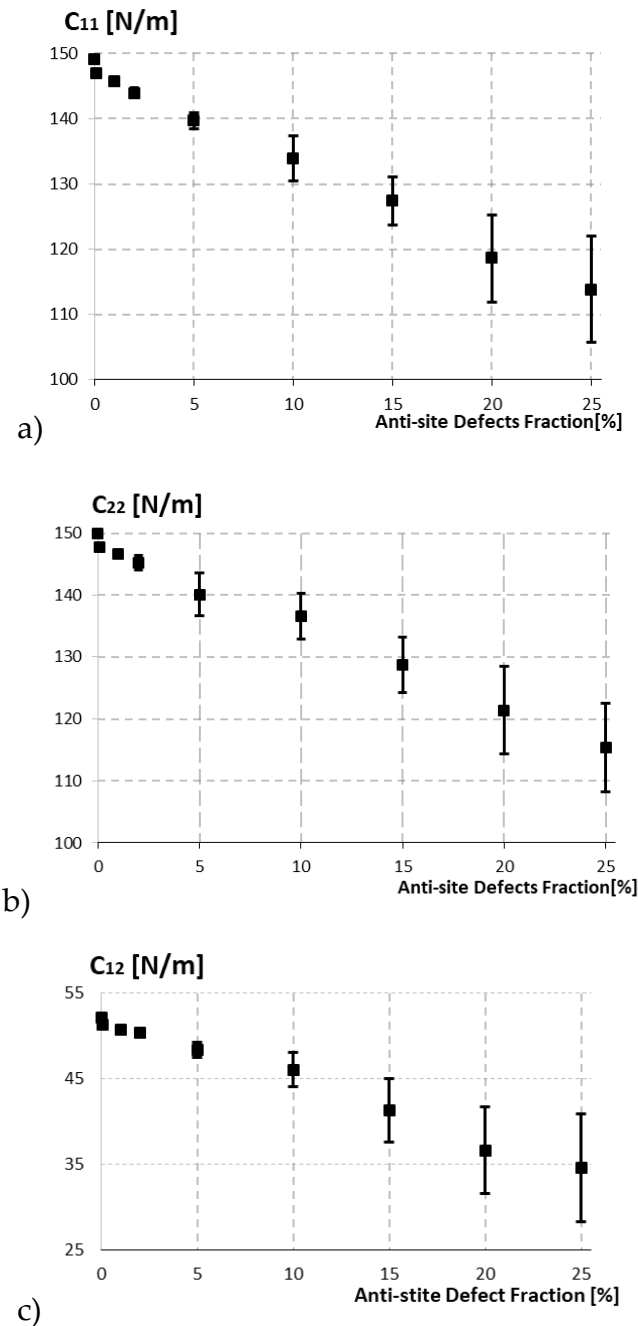 C11 [N/m]
150
140
130
120
110
100
0 5 10 15 20 25
Anti-site Defects Fraction[%]
a)
C22 [N/m]
150
140
130
120
110
100
0 5 10 15 20 25
Anti-site Defects Fraction[%]
b)
C12 [N/m]
55
45
35
25
0 5 10 15 20 25
Anti-stite Defect Fraction [%]
c)